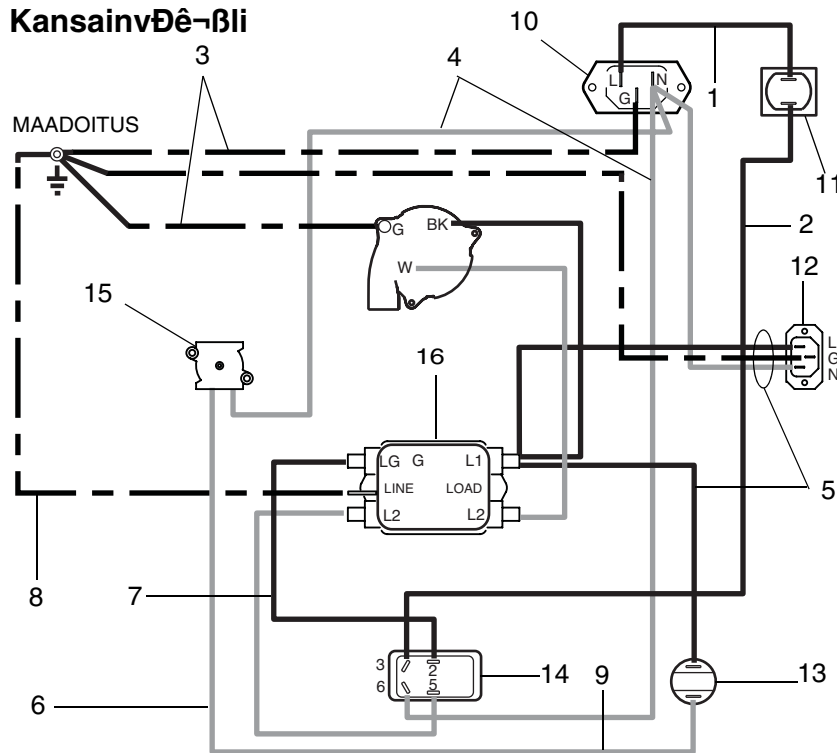 KansainvÐê¬ßli
3
4
10
L
N
G
1
MAADOITUS
11
G
BK
2
W
12
15
L
G
N
16
LG
G
L1
LINE
LOAD
L2
L2
5
8
7
3
2
6
5
14
9
13
6